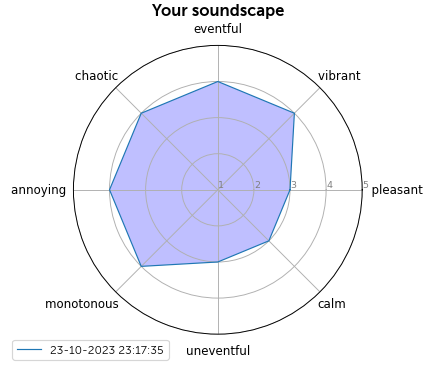 Your soundscape
eventful
chaotic
vibrant
annoying
1
2
3
4
5
pleasant
monotonous
calm
23-10-2023 23:17:35
uneventful